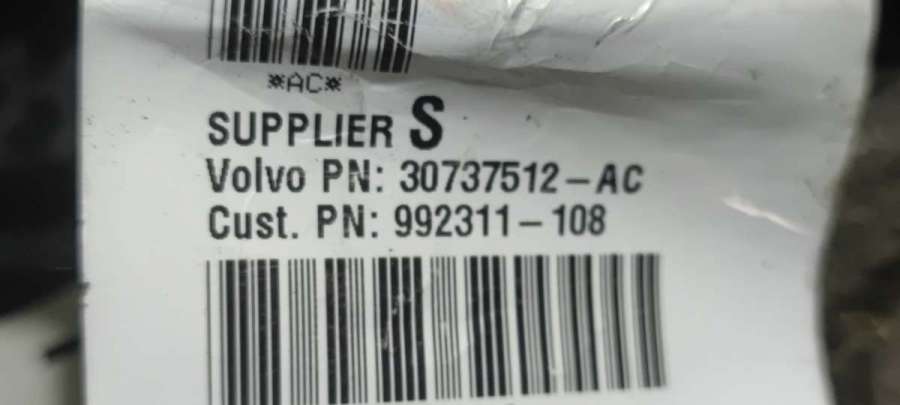 *AC*
SUPPLIER S
Volvo PN: 30737512-AC
Cust. PN: 992311-108